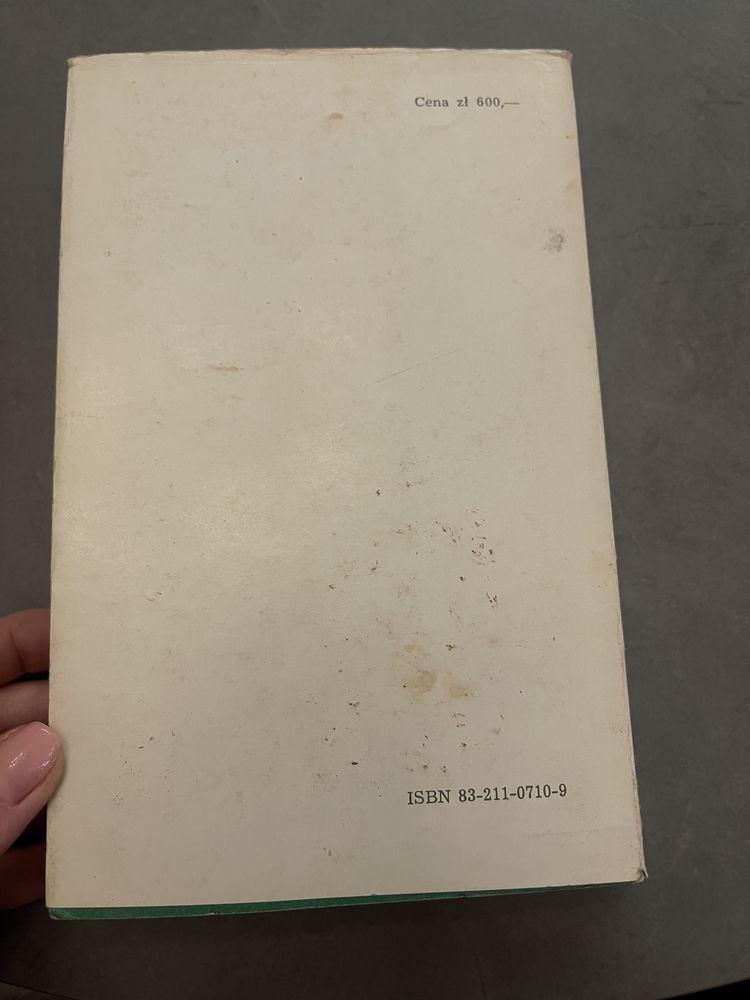 Cena zł 600,—
ISBN 83-211-0710-9